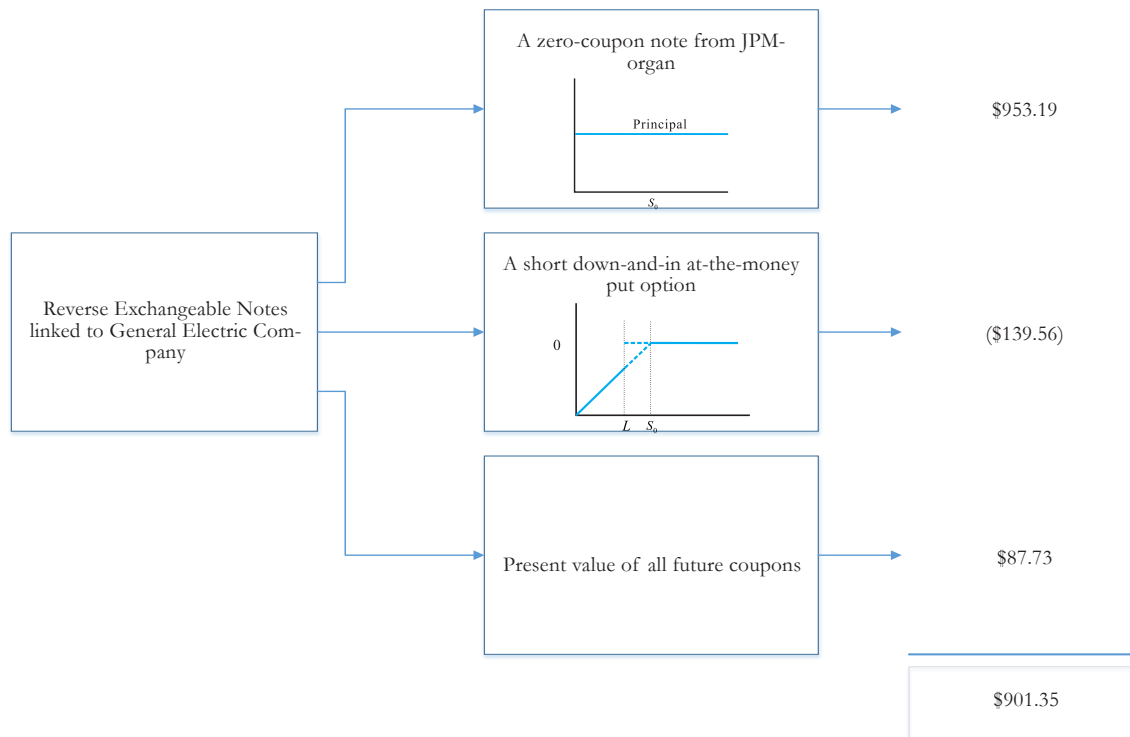 A zero-coupon note from JPM-
organ
Principal
S₀
$953.19
Reverse Exchangeable Notes
linked to General Electric Com-
pany
A short down-and-in at-the-money
put option
0
L S₀
($139.56)
Present value of all future coupons
$87.73
$901.35